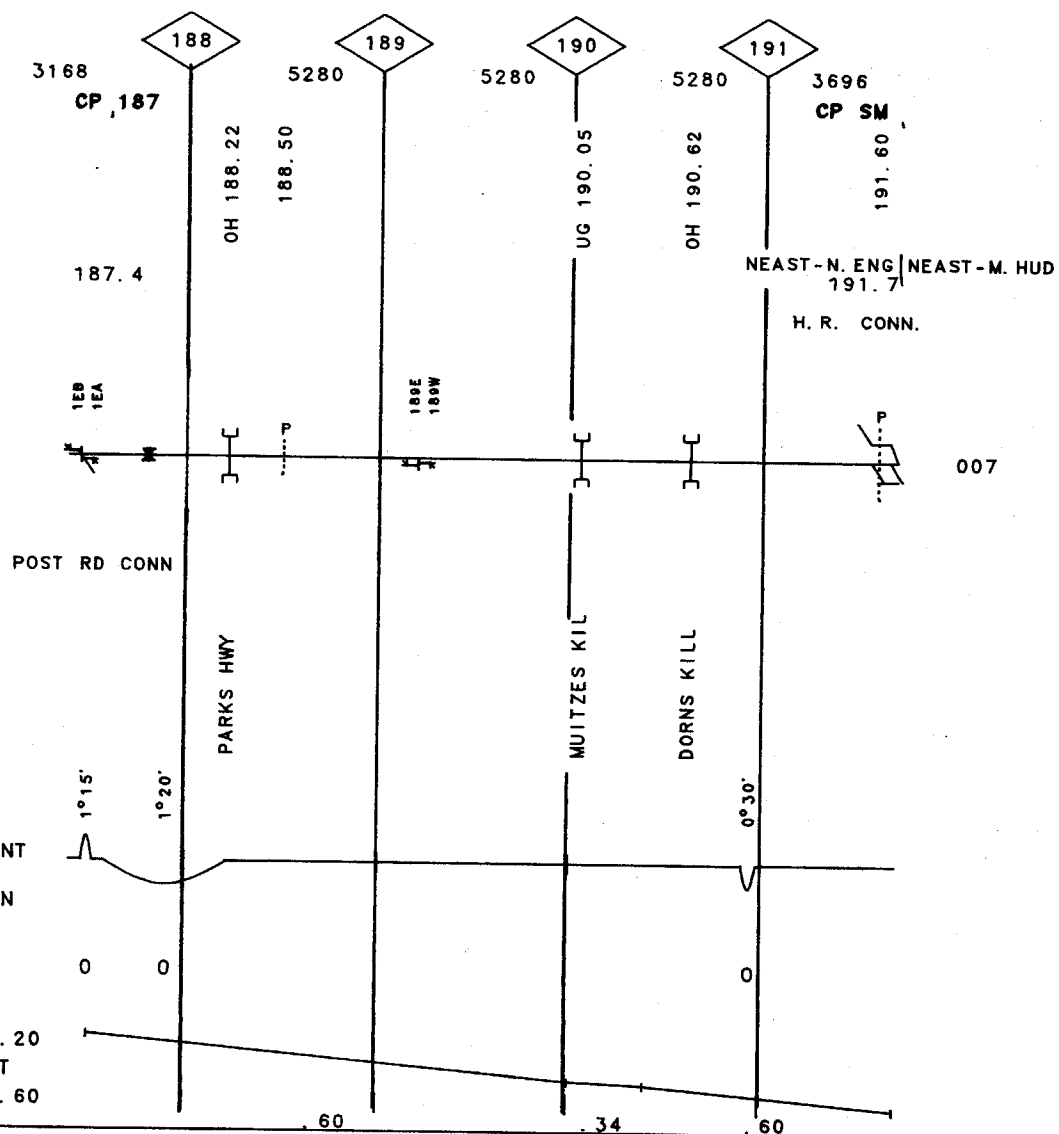 188
189
190
191
3168
5280
5280
5280
3696
CP 187
CP SM
OH 188.22
188.50
UG 190.05
OH 190.62
191.60
187.4
NEAST-N. ENG NEAST-M. HUD
191.7
H. R. CONN.
1EB
1EA
189E
189W
P
P
007
POST RD CONN
PARKS HWY
MUITZES KIL
DORNS KILL
1°15'
1°20'
0°30'
NT
N
0
0
0
.20
T
.60
.60
.34
.60